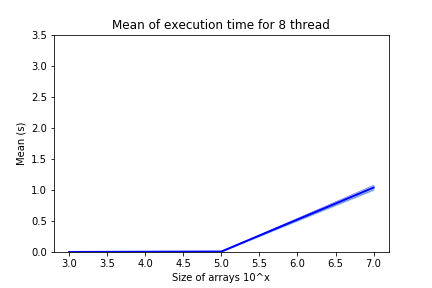 Mean of execution time for 8 thread
3.5
3.0
2.5
2.0
1.5
1.0
0.5
0.0
Mean (s)
3.0 3.5 4.0 4.5 5.0 5.5 6.0 6.5 7.0
Size of arrays 10^x